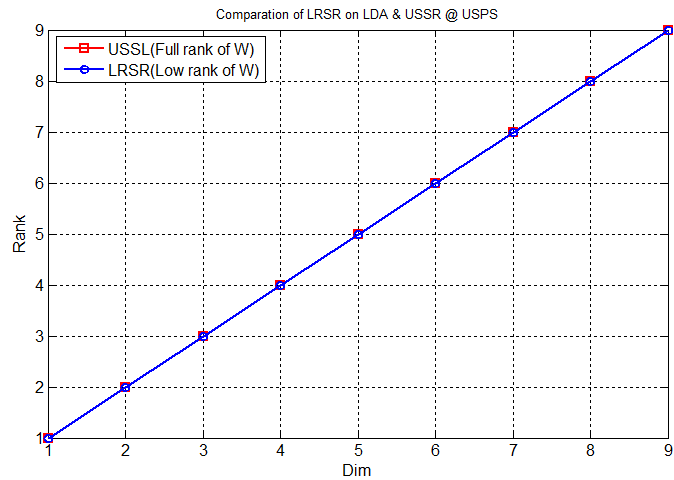 Comparation of LRSR on LDA & USSR @ USPS
USSL(Full rank of W)
LRSR(Low rank of W)
9
8
7
6
5
4
3
2
1
Rank
1 2 3 4 5 6 7 8 9
Dim